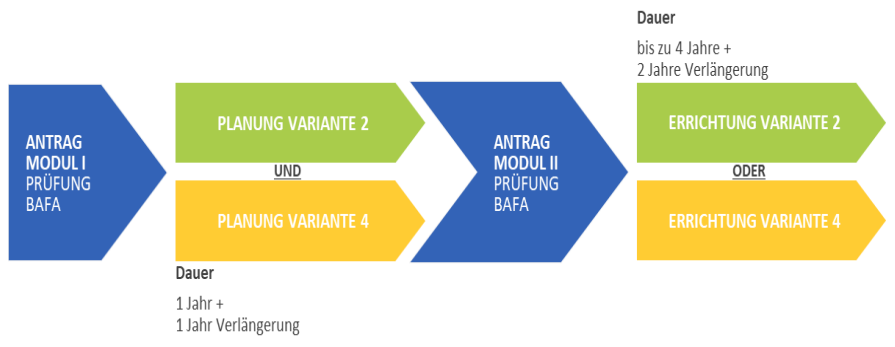 Dauer
bis zu 4 Jahre +
2 Jahre Verlängerung
ANTRAG
MODUL I
PRÜFUNG
BAFA
PLANUNG VARIANTE 2
UND
PLANUNG VARIANTE 4
Dauer
1 Jahr +
1 Jahr Verlängerung
ANTRAG
MODUL II
PRÜFUNG
BAFA
ERRICHTUNG VARIANTE 2
ODER
ERRICHTUNG VARIANTE 4